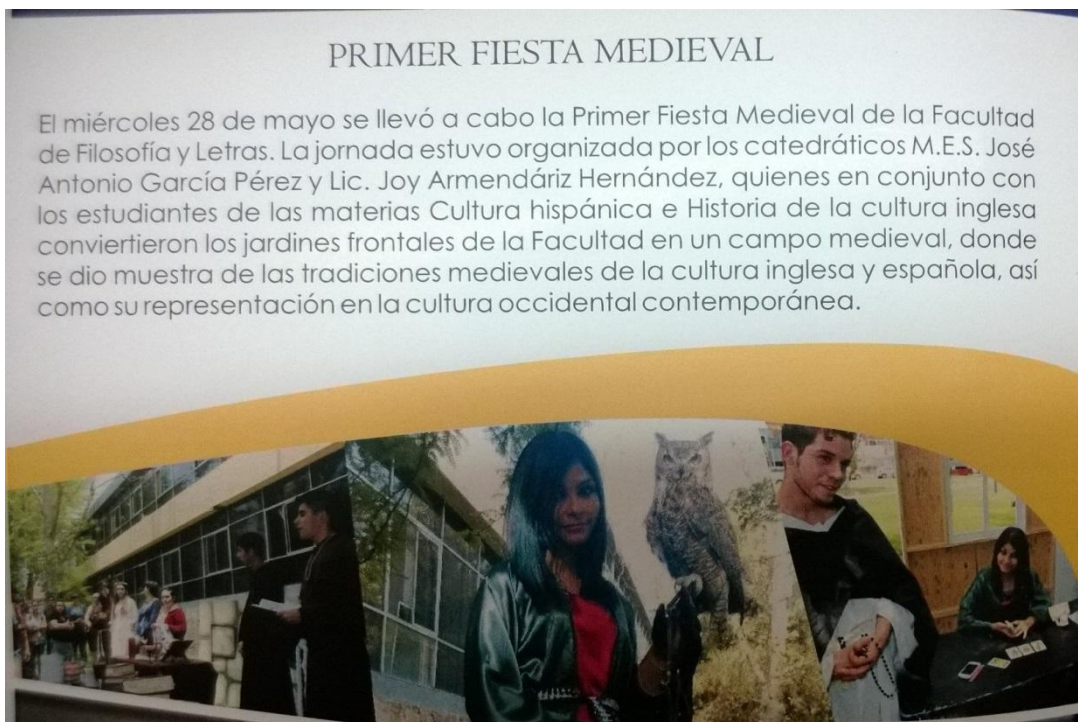 PRIMER FIESTA MEDIEVAL
El miércoles 28 de mayo se llevó a cabo la Primer Fiesta Medieval de la Facultad
de Filosofía y Letras. La jornada estuvo organizada por los catedráticos M.E.S. José
Antonio García Pérez y Lic. Joy Armendáriz Hernández, quienes en conjunto con
los estudiantes de las materias Cultura hispánica e Historia de la cultura inglesa
conviertieron los jardines frontales de la Facultad en un campo medieval, donde
se dio muestra de las tradiciones medievales de la cultura inglesa y española, así
como su representación en la cultura occidental contemporánea.